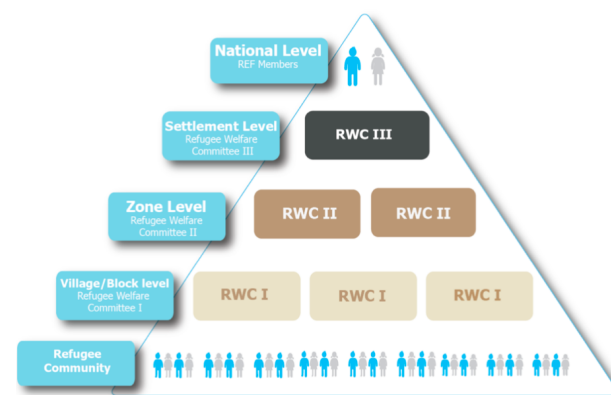 National Level
REF Members
Settlement Level
Refugee Welfare
Committee III
RWC III
Zone Level
Refugee Welfare
Committee II
RWC II
RWC II
Village/Block level
Refugee Welfare
Committee I
RWC I
RWC I
RWC I
Refugee
Community